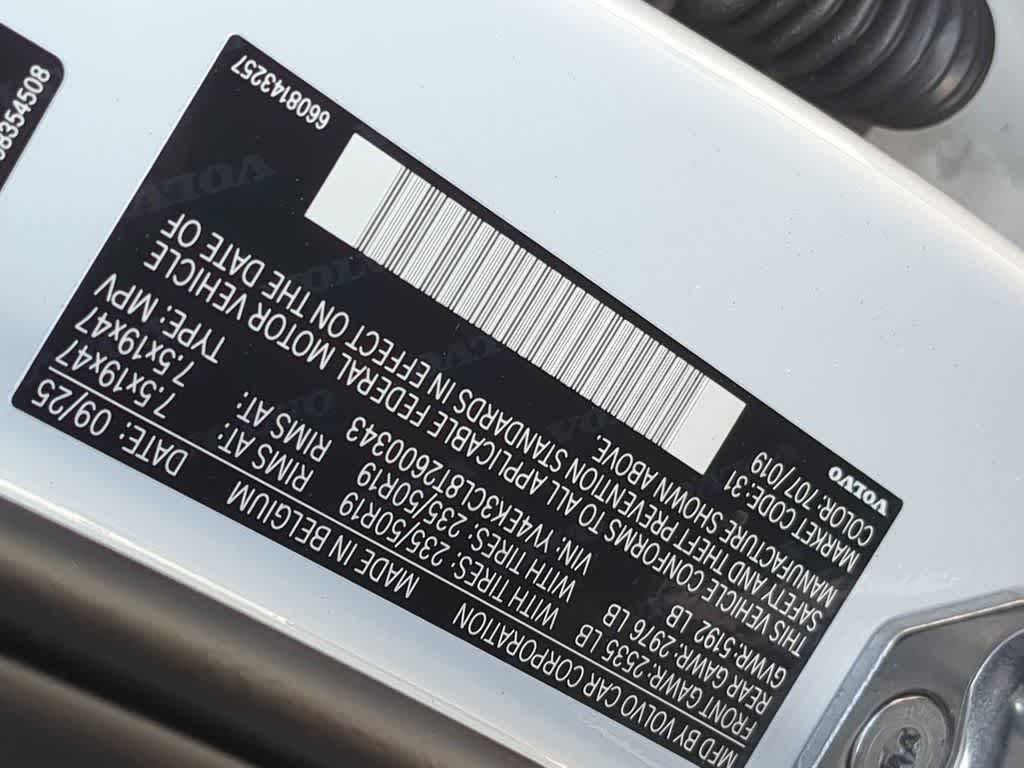 MFD BY VOLVO CAR CORPORATION MADE IN BELGIUM DATE: 09/25
FRONT GAWR: 2535 LB WITH TIRES: 235/50R19 RIMS AT: 7.5x19x47
REAR GAWR: 2976 LB WITH TIRES: 235/50R19 RIMS AT: 7.5x19x47
GVWR: 5192 LB VIN: YV4EK3CL8T2600343 TYPE: MPV
THIS VEHICLE CONFORMS TO ALL APPLICABLE FEDERAL MOTOR VEHICLE
SAFETY AND THEFT PREVENTION STANDARDS IN EFFECT ON THE DATE OF
MANUFACTURE SHOWN ABOVE.
MARKET CODE: 31
COLOR: 707/019
VOLVO
6608143257
8354508